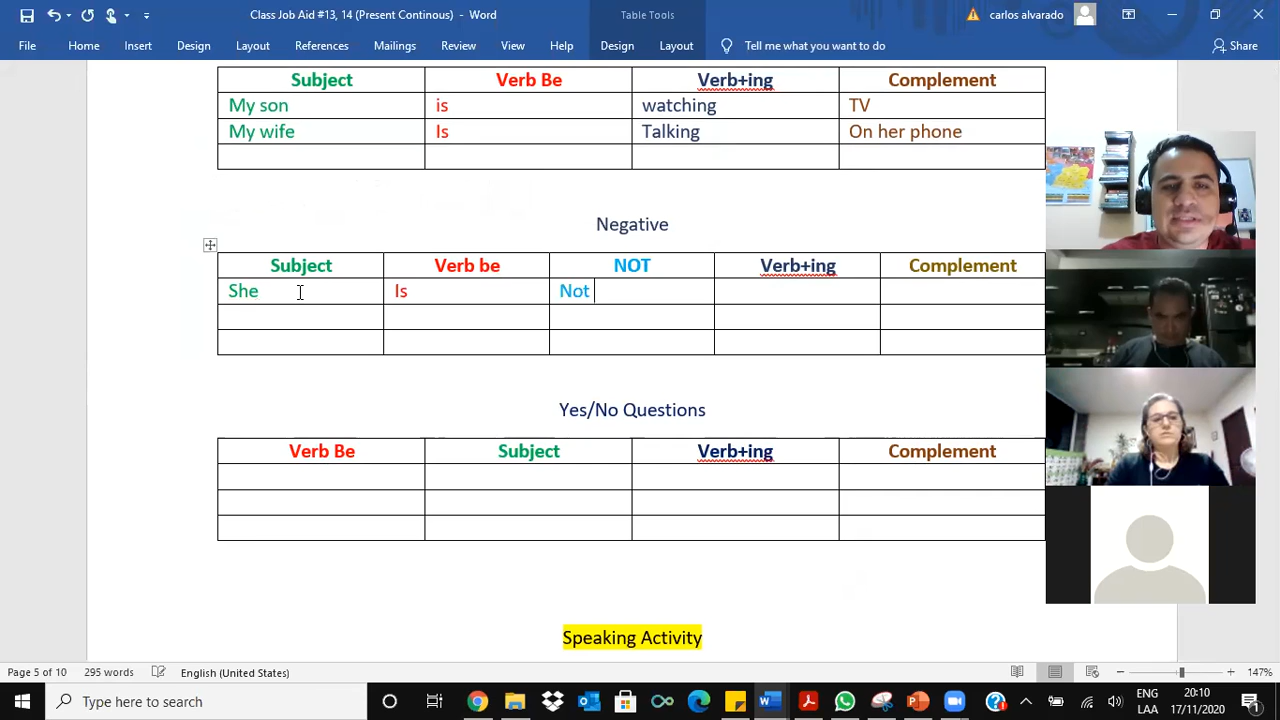 Class Job Aid #13, 14 (Present Continous) - Word
Table Tools
carlos alvarado
File Home Insert Design Layout References Mailings Review View Help Design Layout Tell me what you want to do Share
Subject Verb Be Verb+ing Complement
My son is watching TV
My wife Is Talking On her phone
Negative
Subject Verb be NOT Verb+ing Complement
She Is Not
Yes/No Questions
Verb Be Subject Verb+ing Complement
Speaking Activity
Page 5 of 10 295 words English (United States) 147%
Type here to search
ENG 20:10
LAA 17/11/2020